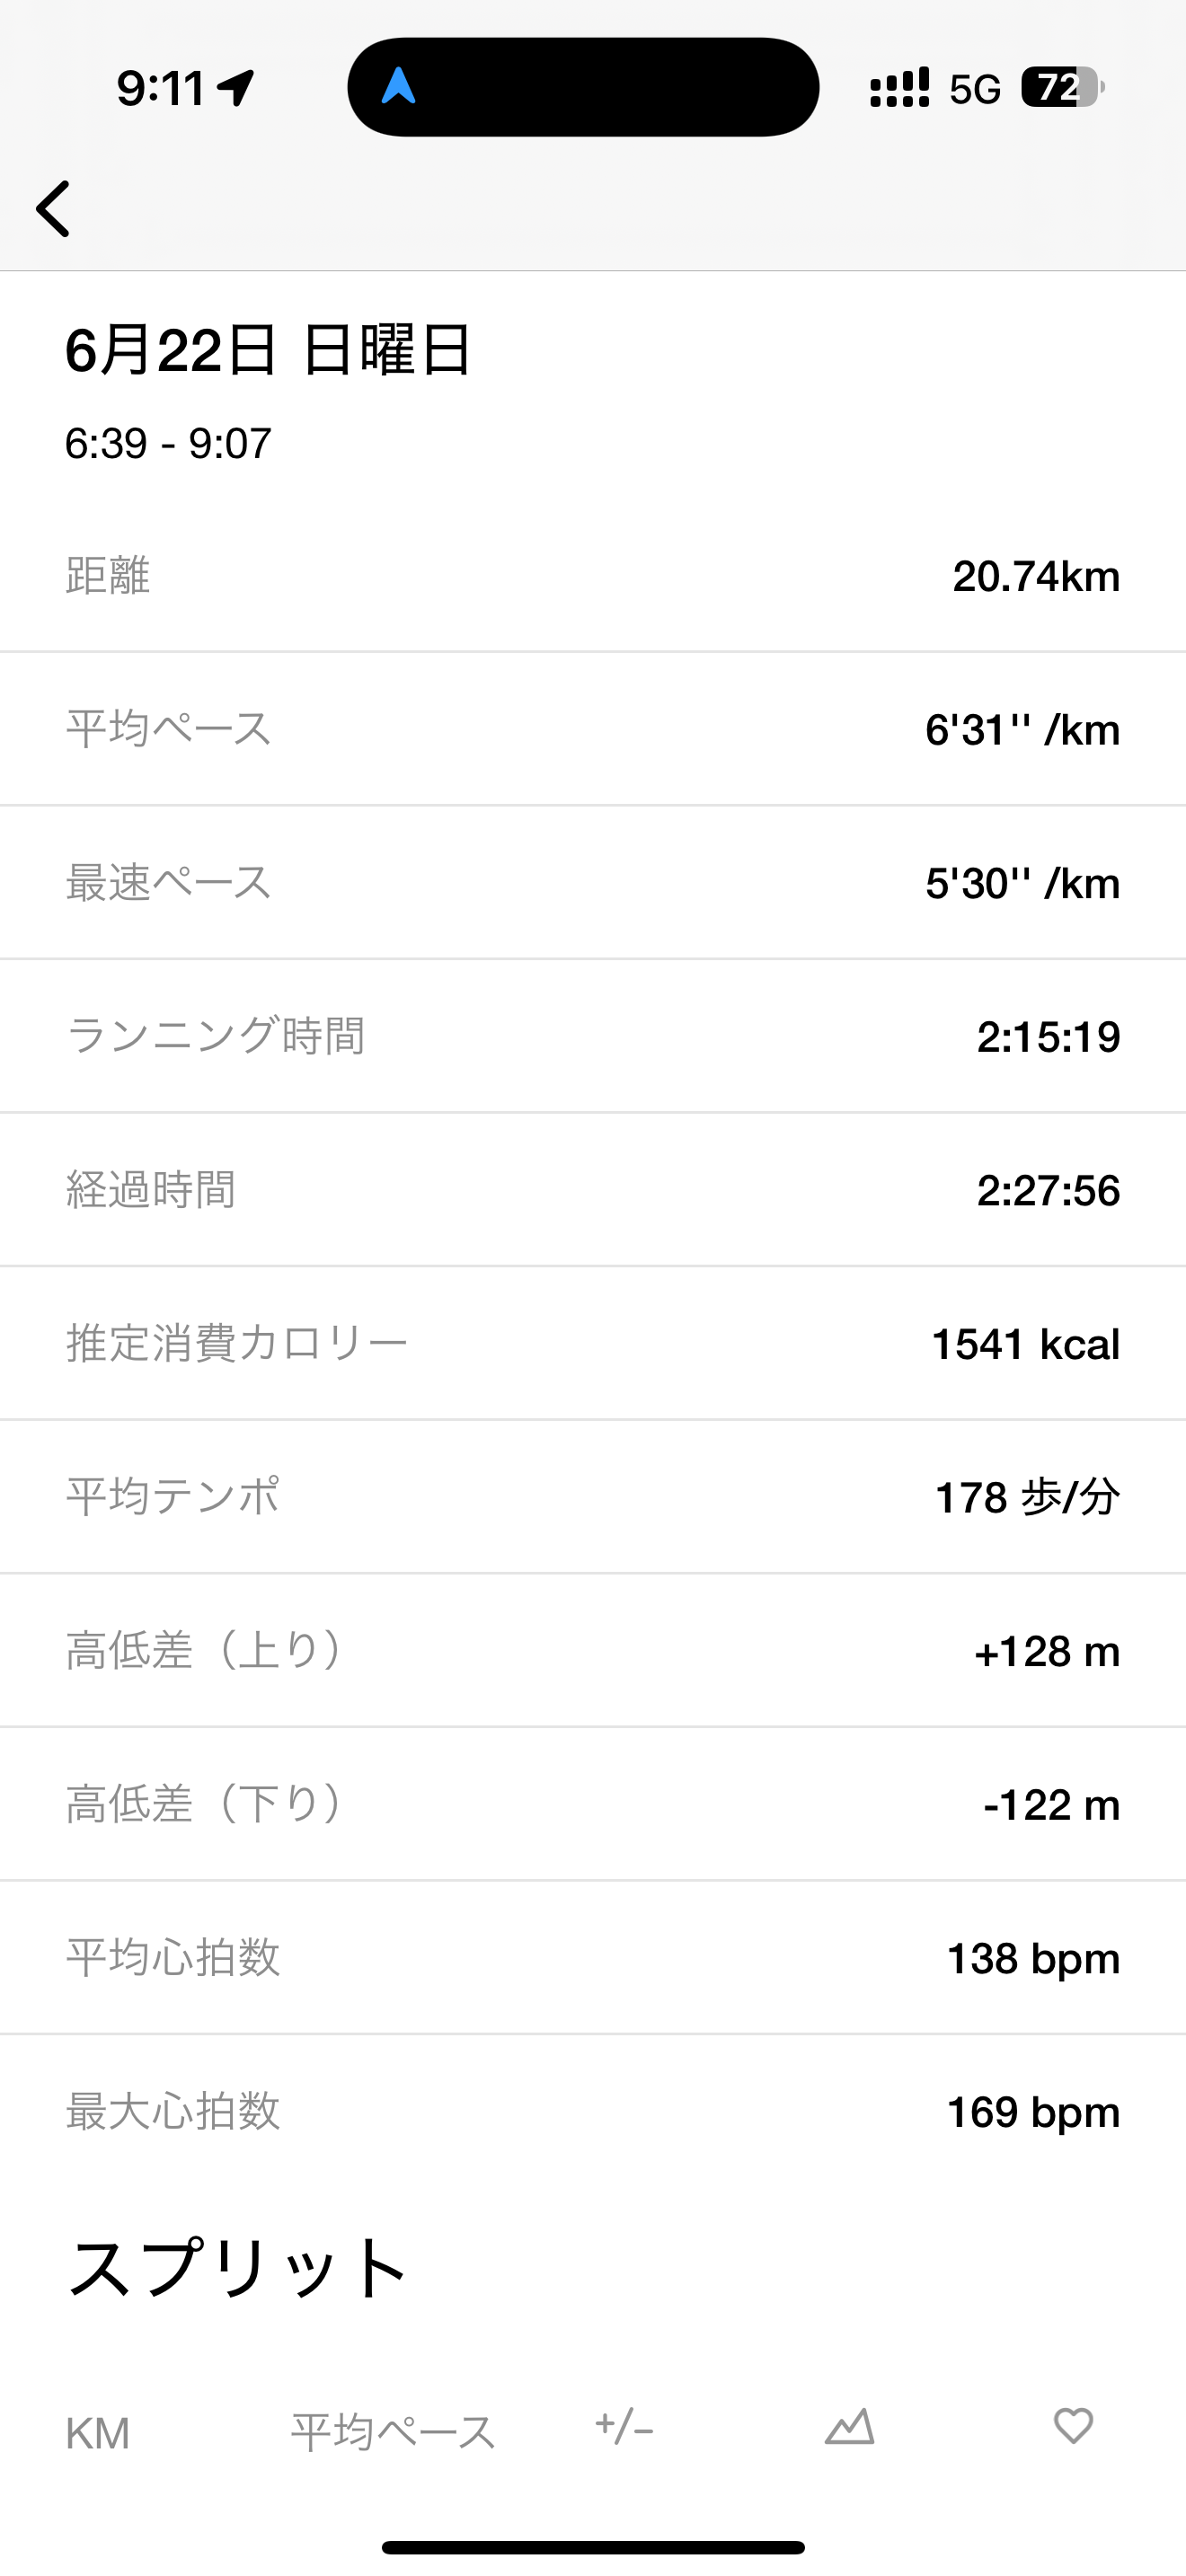 9:11
5G
72
6月22日 日曜日
6:39 - 9:07
距離 20.74km
平均ペース 6'31'' /km
最速ペース 5'30'' /km
ランニング時間 2:15:19
経過時間 2:27:56
推定消費カロリー 1541 kcal
平均テンポ 178 歩/分
高低差（上り） +128 m
高低差（下り） -122 m
平均心拍数 138 bpm
最大心拍数 169 bpm
スプリット
KM 平均ペース +/-